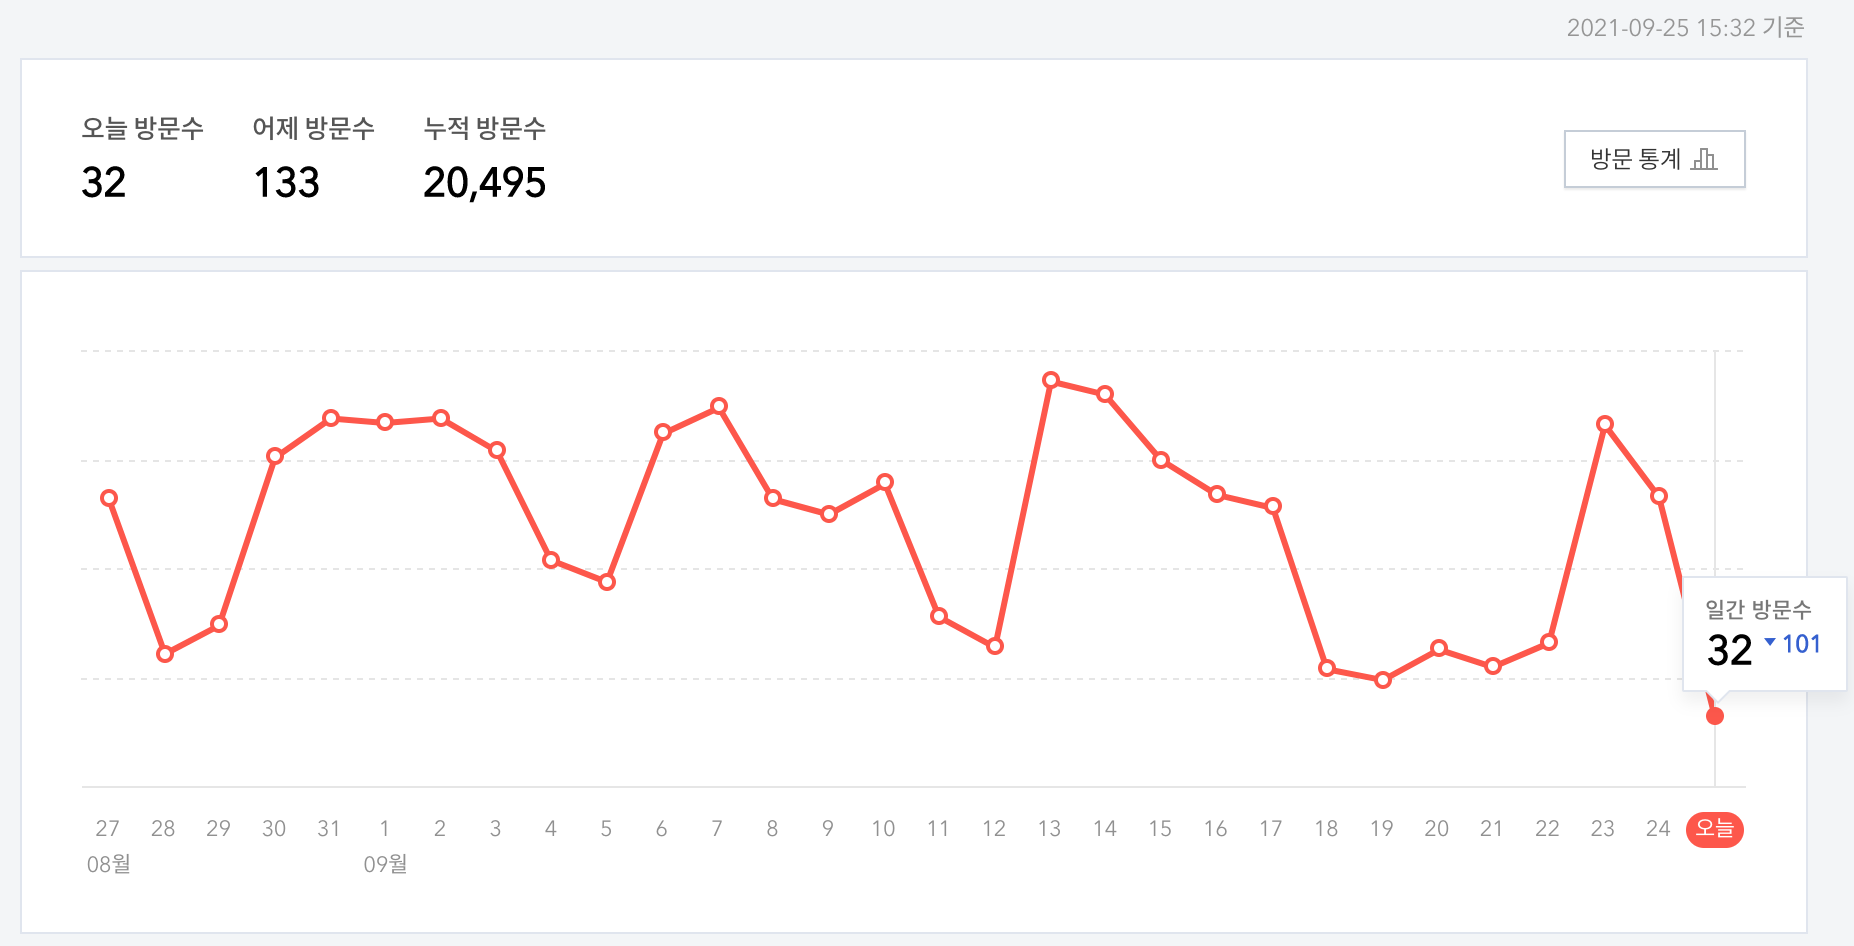 2021-09-25 15:32 기준
오늘 방문수 어제 방문수 누적 방문수
32 133 20,495
방문 통계
일간 방문수
32 101
27 28 29 30 31 1 2 3 4 5 6 7 8 9 10 11 12 13 14 15 16 17 18 19 20 21 22 23 24 오늘
08월 09월